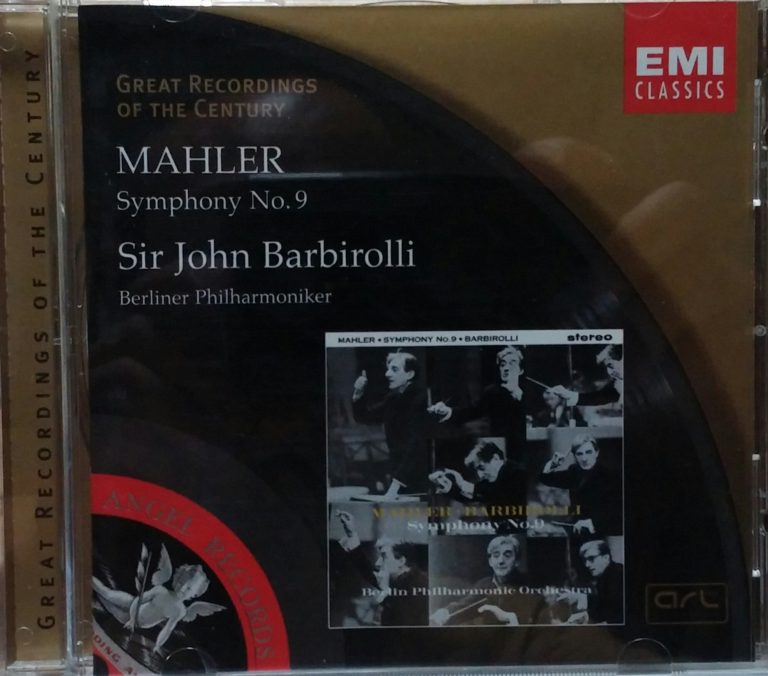 GREAT RECORDINGS OF THE CENTURY
GREAT RECORDINGS
OF THE CENTURY
EMI
CLASSICS
MAHLER
Symphony No. 9
Sir John Barbirolli
Berliner Philharmoniker
MAHLER • SYMPHONY No. 9 • BARBIROLLI stereo
MAHLER · BARBIROLLI
Symphony No. 9
Berlin Philharmonic Orchestra
ANGEL RECORDS
art